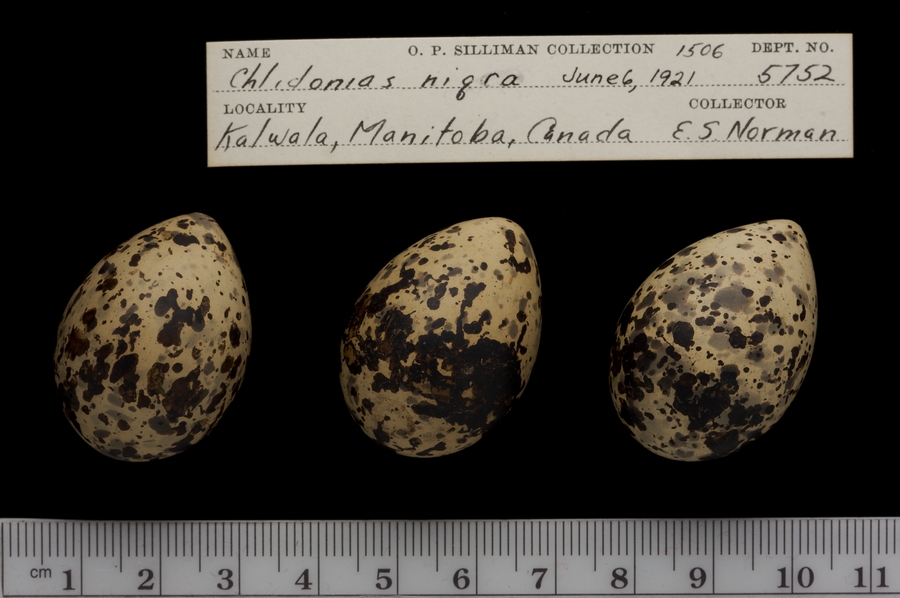 NAME O. P. SILLIMAN COLLECTION 1506 DEPT. NO.
Chlidonias nigra June 6, 1921 5752
LOCALITY COLLECTOR
Kalwala, Manitoba, Canada E. S. Norman
cm 1 2 3 4 5 6 7 8 9 10 11